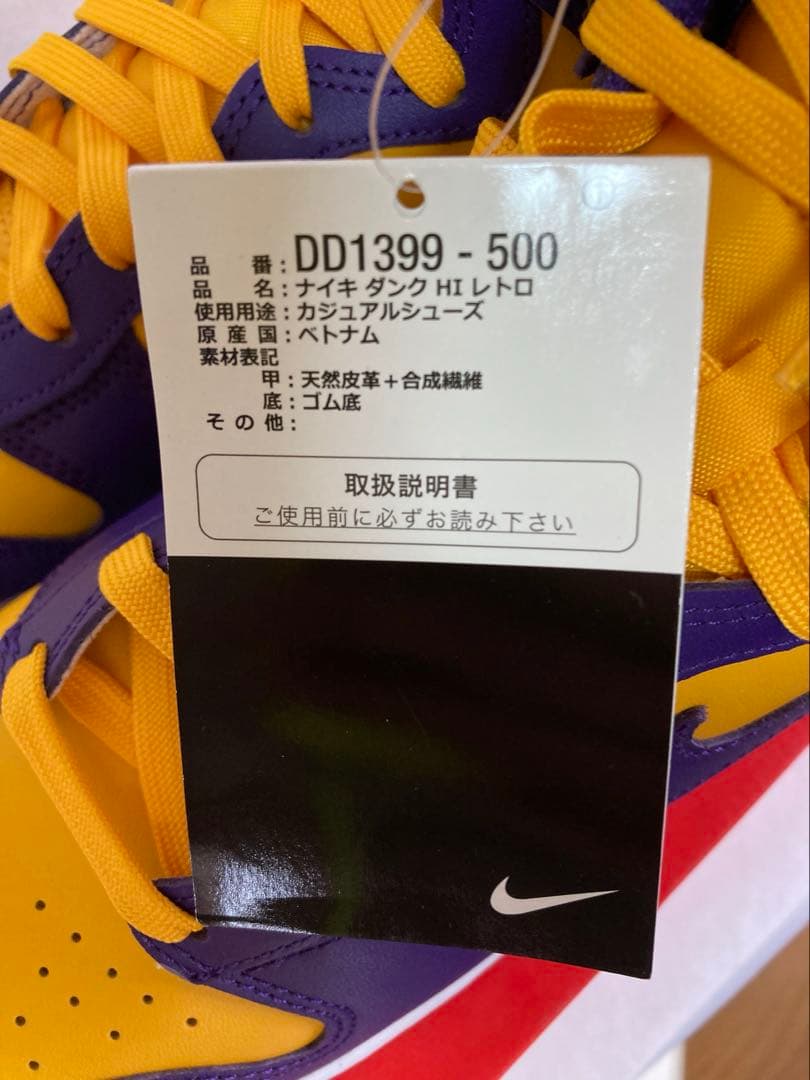 品 番：DD1399 - 500
品 名：ナイキ ダンク HI レトロ
使用用途：カジュアルシューズ
原 産 国：ベトナム
素材表記
甲：天然皮革＋合成繊維
底：ゴム底
そ の 他：
取扱説明書
ご使用前に必ずお読み下さい